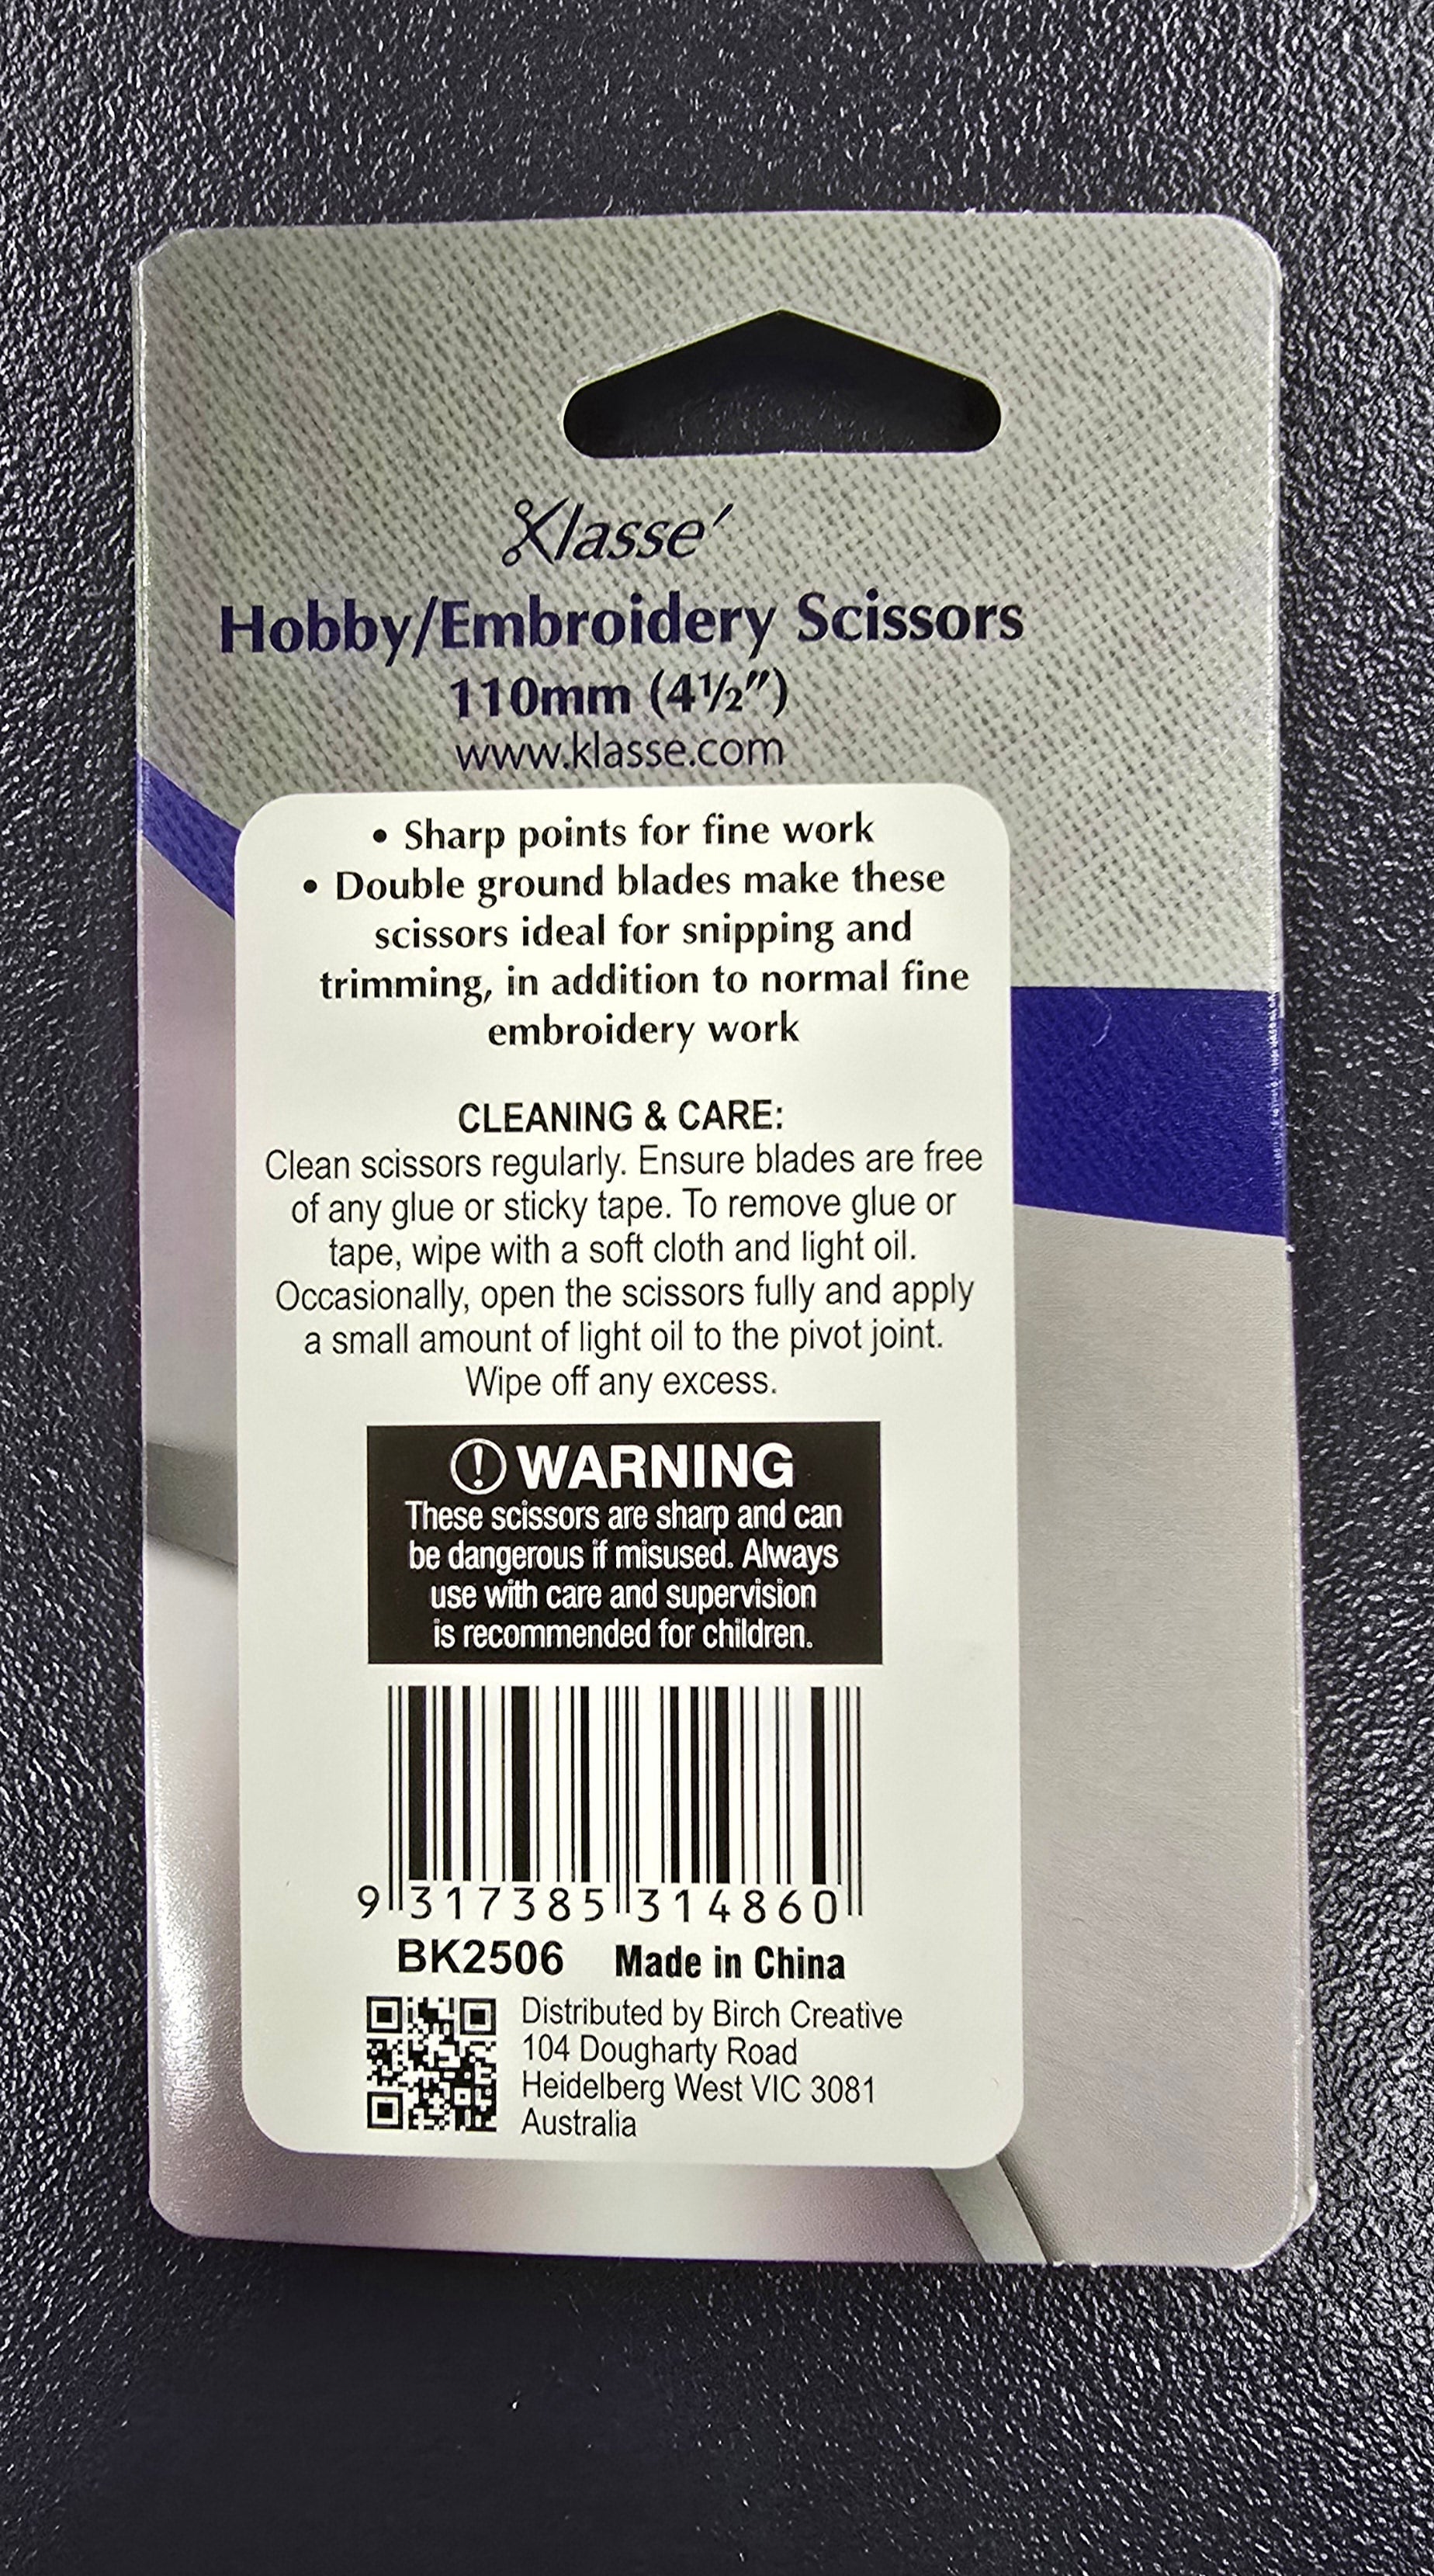 Klasse'
Hobby/Embroidery Scissors
110mm (4½")
www.klasse.com
• Sharp points for fine work
• Double ground blades make these
scissors ideal for snipping and
trimming, in addition to normal fine
embroidery work
CLEANING & CARE:
Clean scissors regularly. Ensure blades are free
of any glue or sticky tape. To remove glue or
tape, wipe with a soft cloth and light oil.
Occasionally, open the scissors fully and apply
a small amount of light oil to the pivot joint.
Wipe off any excess.
! WARNING
These scissors are sharp and can
be dangerous if misused. Always
use with care and supervision
is recommended for children.
9 317385 314860
BK2506 Made in China
Distributed by Birch Creative
104 Dougharty Road
Heidelberg West VIC 3081
Australia